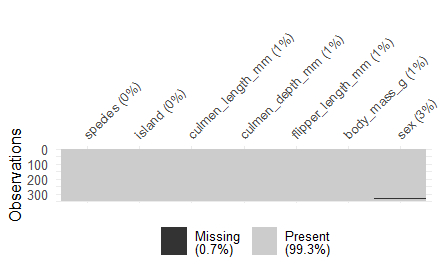 spedes (0%)
island (0%)
culmen_length_mm (1%)
culmen_depth_mm (1%)
flipper_length_mm (1%)
body_mass_g (1%)
sex (3%)
Observations
0
100
200
300
Missing
(0.7%)
Present
(99.3%)